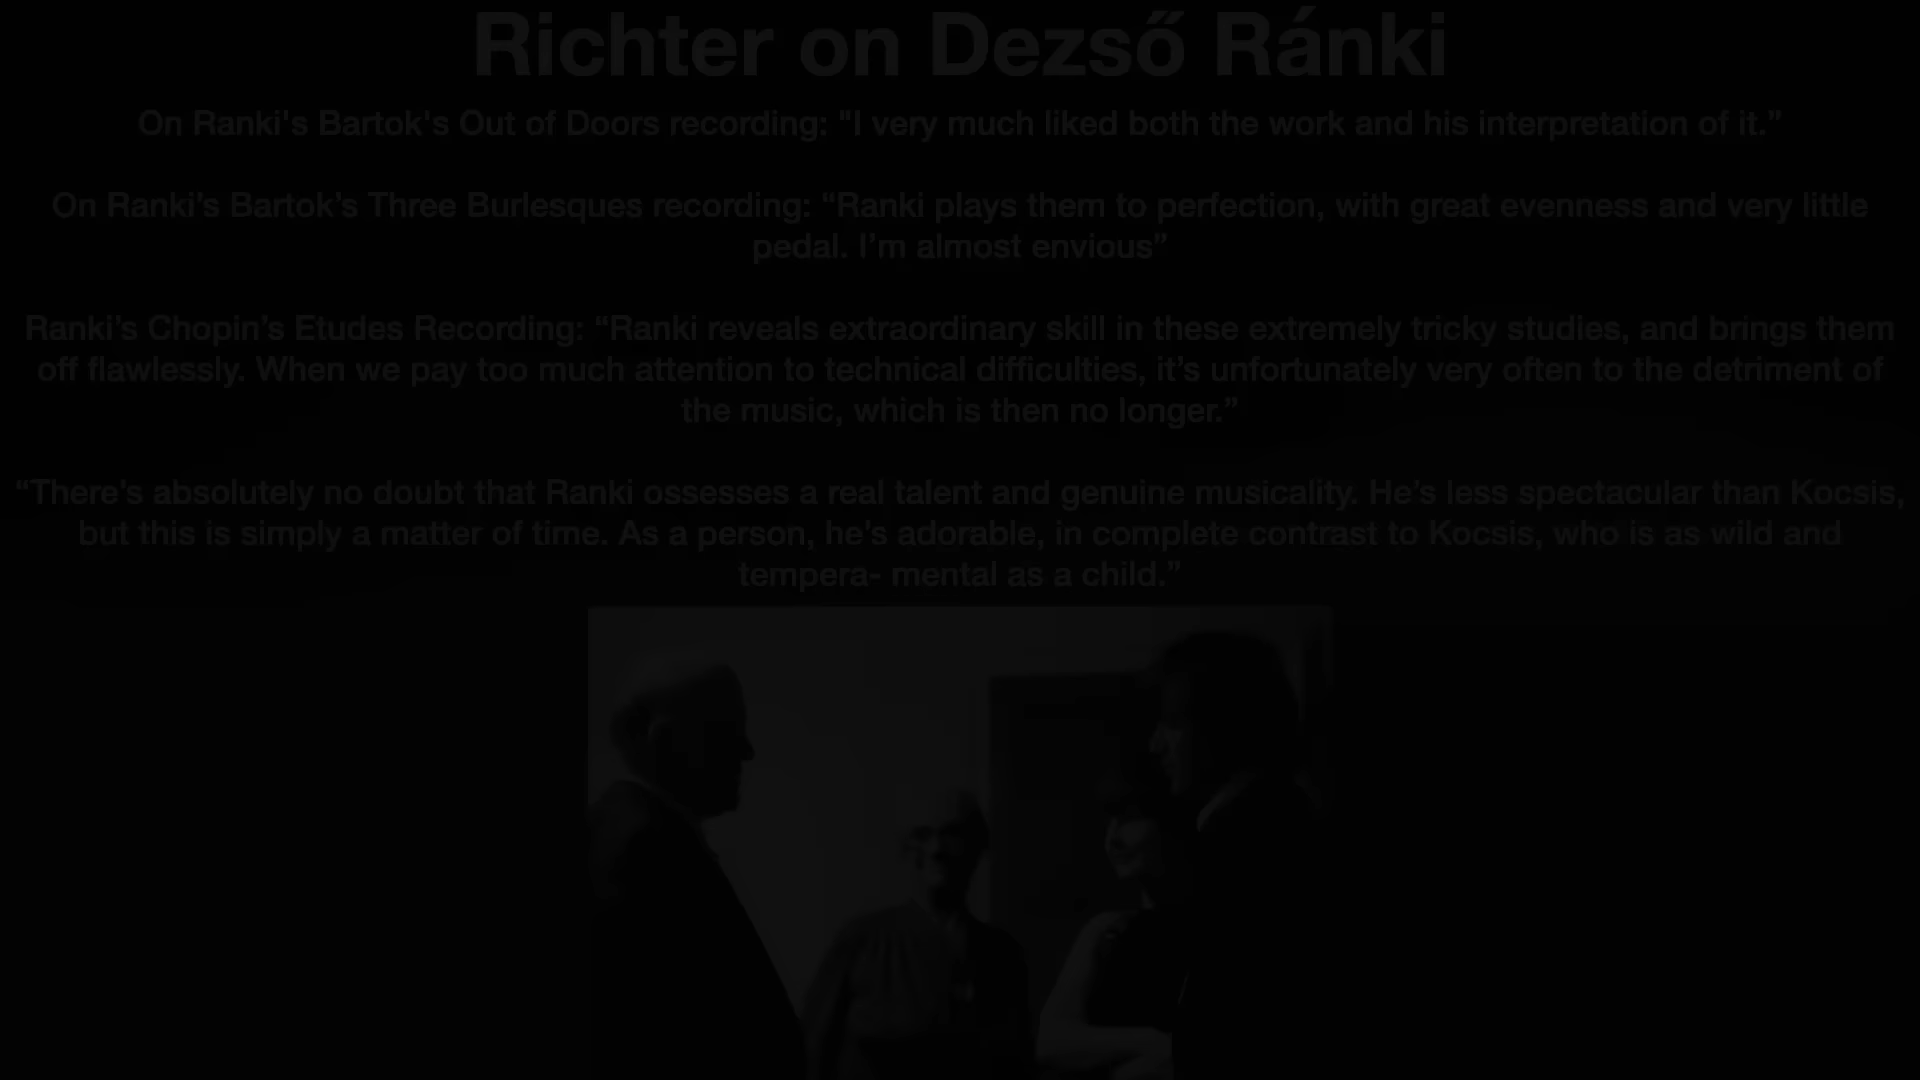 Richter on Dezső Ránki
On Ranki's Bartok's Out of Doors recording: "I very much liked both the work and his interpretation of it.”
On Ranki’s Bartok’s Three Burlesques recording: “Ranki plays them to perfection, with great evenness and very little
pedal. I’m almost envious”
Ranki’s Chopin’s Etudes Recording: “Ranki reveals extraordinary skill in these extremely tricky studies, and brings them
off flawlessly. When we pay too much attention to technical difficulties, it’s unfortunately very often to the detriment of
the music, which is then no longer.”
“There’s absolutely no doubt that Ranki ossesses a real talent and genuine musicality. He’s less spectacular than Kocsis,
but this is simply a matter of time. As a person, he’s adorable, in complete contrast to Kocsis, who is as wild and
tempera- mental as a child.”